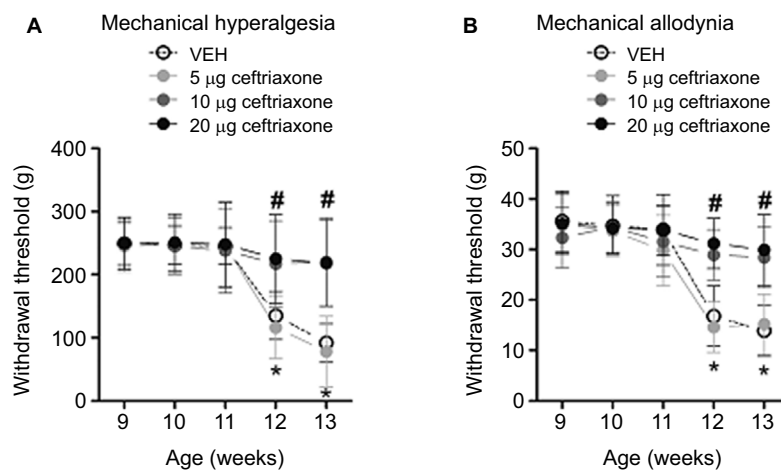 A Mechanical hyperalgesia
VEH
5 μg ceftriaxone
10 μg ceftriaxone
20 μg ceftriaxone
Withdrawal threshold (g)
400
300
200
100
0
# #
* *
9 10 11 12 13
Age (weeks)
B Mechanical allodynia
VEH
5 μg ceftriaxone
10 μg ceftriaxone
20 μg ceftriaxone
Withdrawal threshold (g)
50
40
30
20
10
0
# #
* *
9 10 11 12 13
Age (weeks)